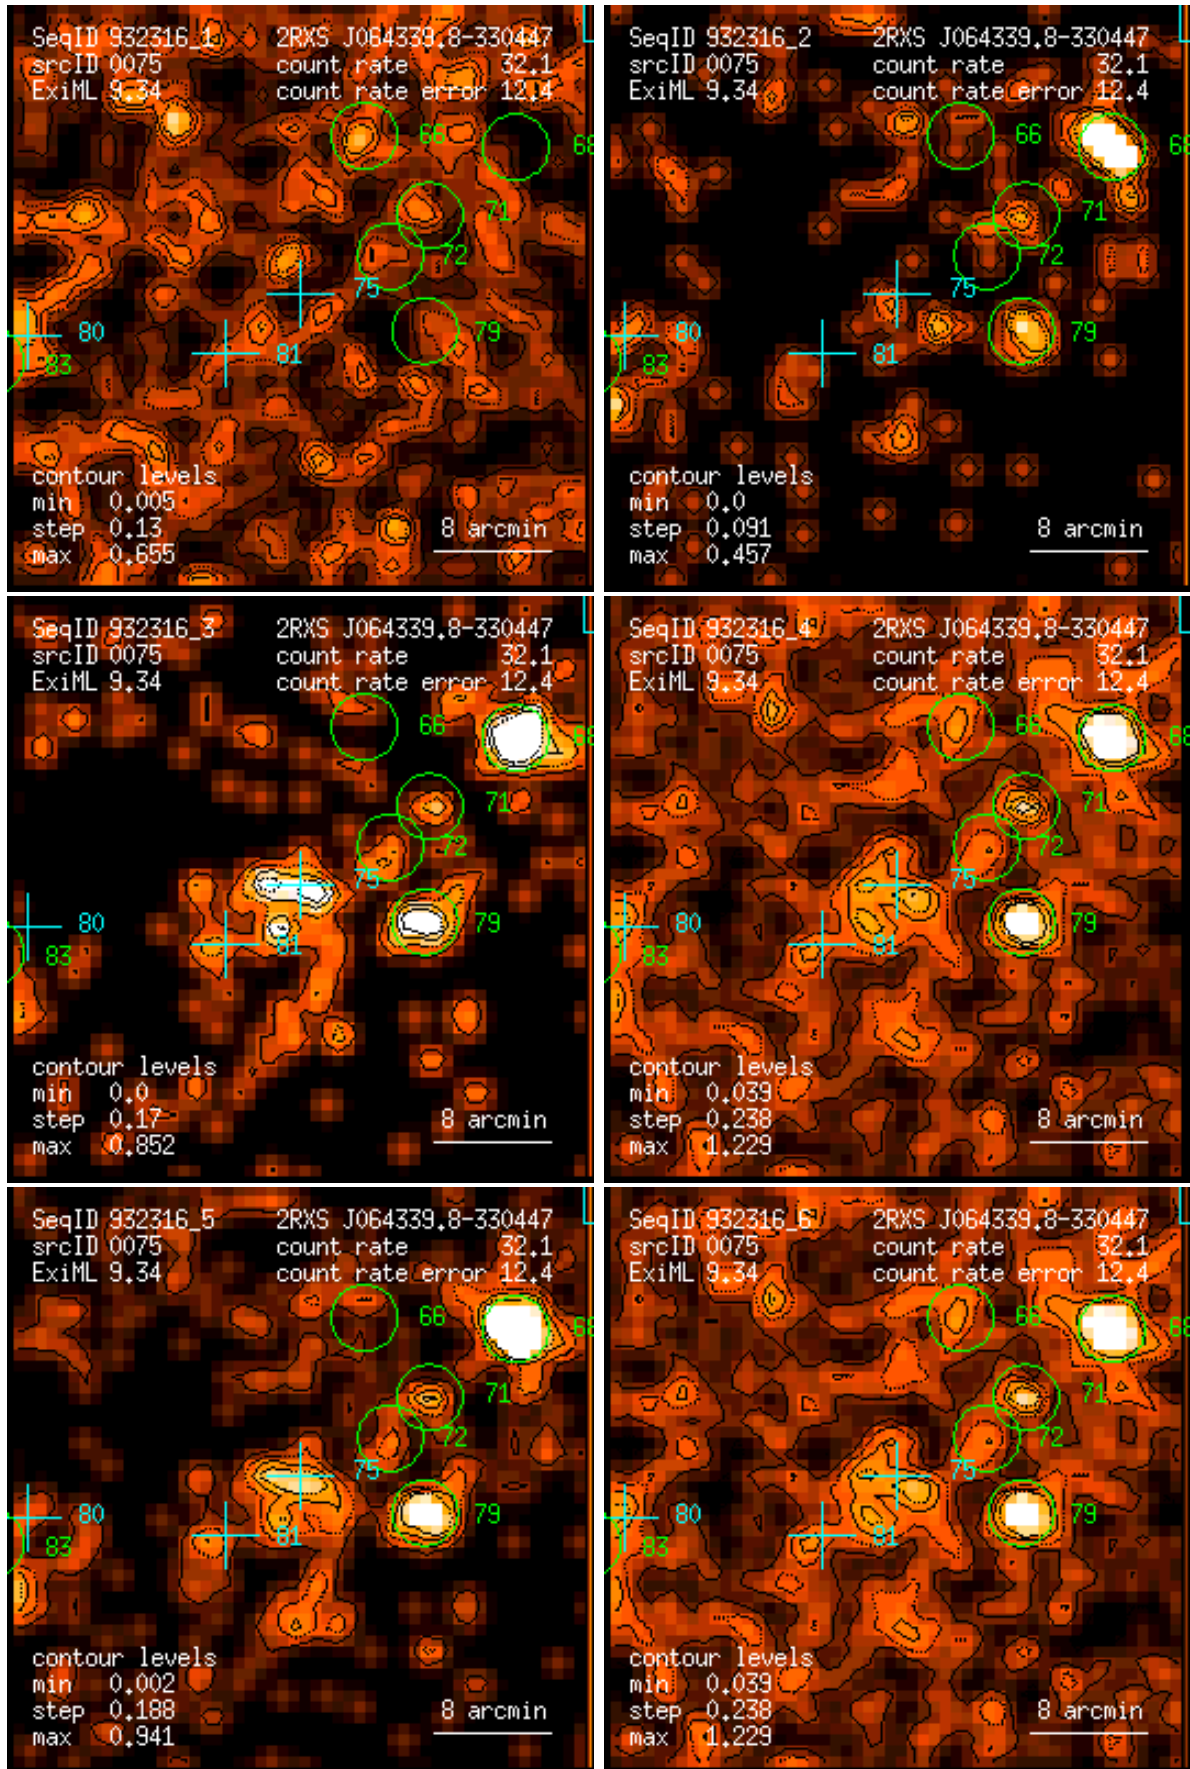 SeqID 932316_1 2RXS J064339.8-330447
srcID 0075 count rate 32.1
ExiML 9.34 count rate error 12.4
66
68
71
72
75
79
80
81
83
contour levels
min 0.005
step 0.13 8 arcmin
max 0.655
SeqID 932316_2 2RXS J064339.8-330447
srcID 0075 count rate 32.1
ExiML 9.34 count rate error 12.4
66
68
71
72
75
79
80
81
83
contour levels
min 0.0
step 0.091 8 arcmin
max 0.457
SeqID 932316_3 2RXS J064339.8-330447
srcID 0075 count rate 32.1
ExiML 9.34 count rate error 12.4
66
68
71
72
75
79
80
81
83
contour levels
min 0.0
step 0.17 8 arcmin
max 0.852
SeqID 932316_4 2RXS J064339.8-330447
srcID 0075 count rate 32.1
ExiML 9.34 count rate error 12.4
66
68
71
72
75
79
80
81
83
contour levels
min 0.039
step 0.238 8 arcmin
max 1.229
SeqID 932316_5 2RXS J064339.8-330447
srcID 0075 count rate 32.1
ExiML 9.34 count rate error 12.4
66
68
71
72
75
79
80
81
83
contour levels
min 0.002
step 0.188 8 arcmin
max 0.941
SeqID 932316_6 2RXS J064339.8-330447
srcID 0075 count rate 32.1
ExiML 9.34 count rate error 12.4
66
68
71
72
75
79
80
81
83
contour levels
min 0.039
step 0.238 8 arcmin
max 1.229